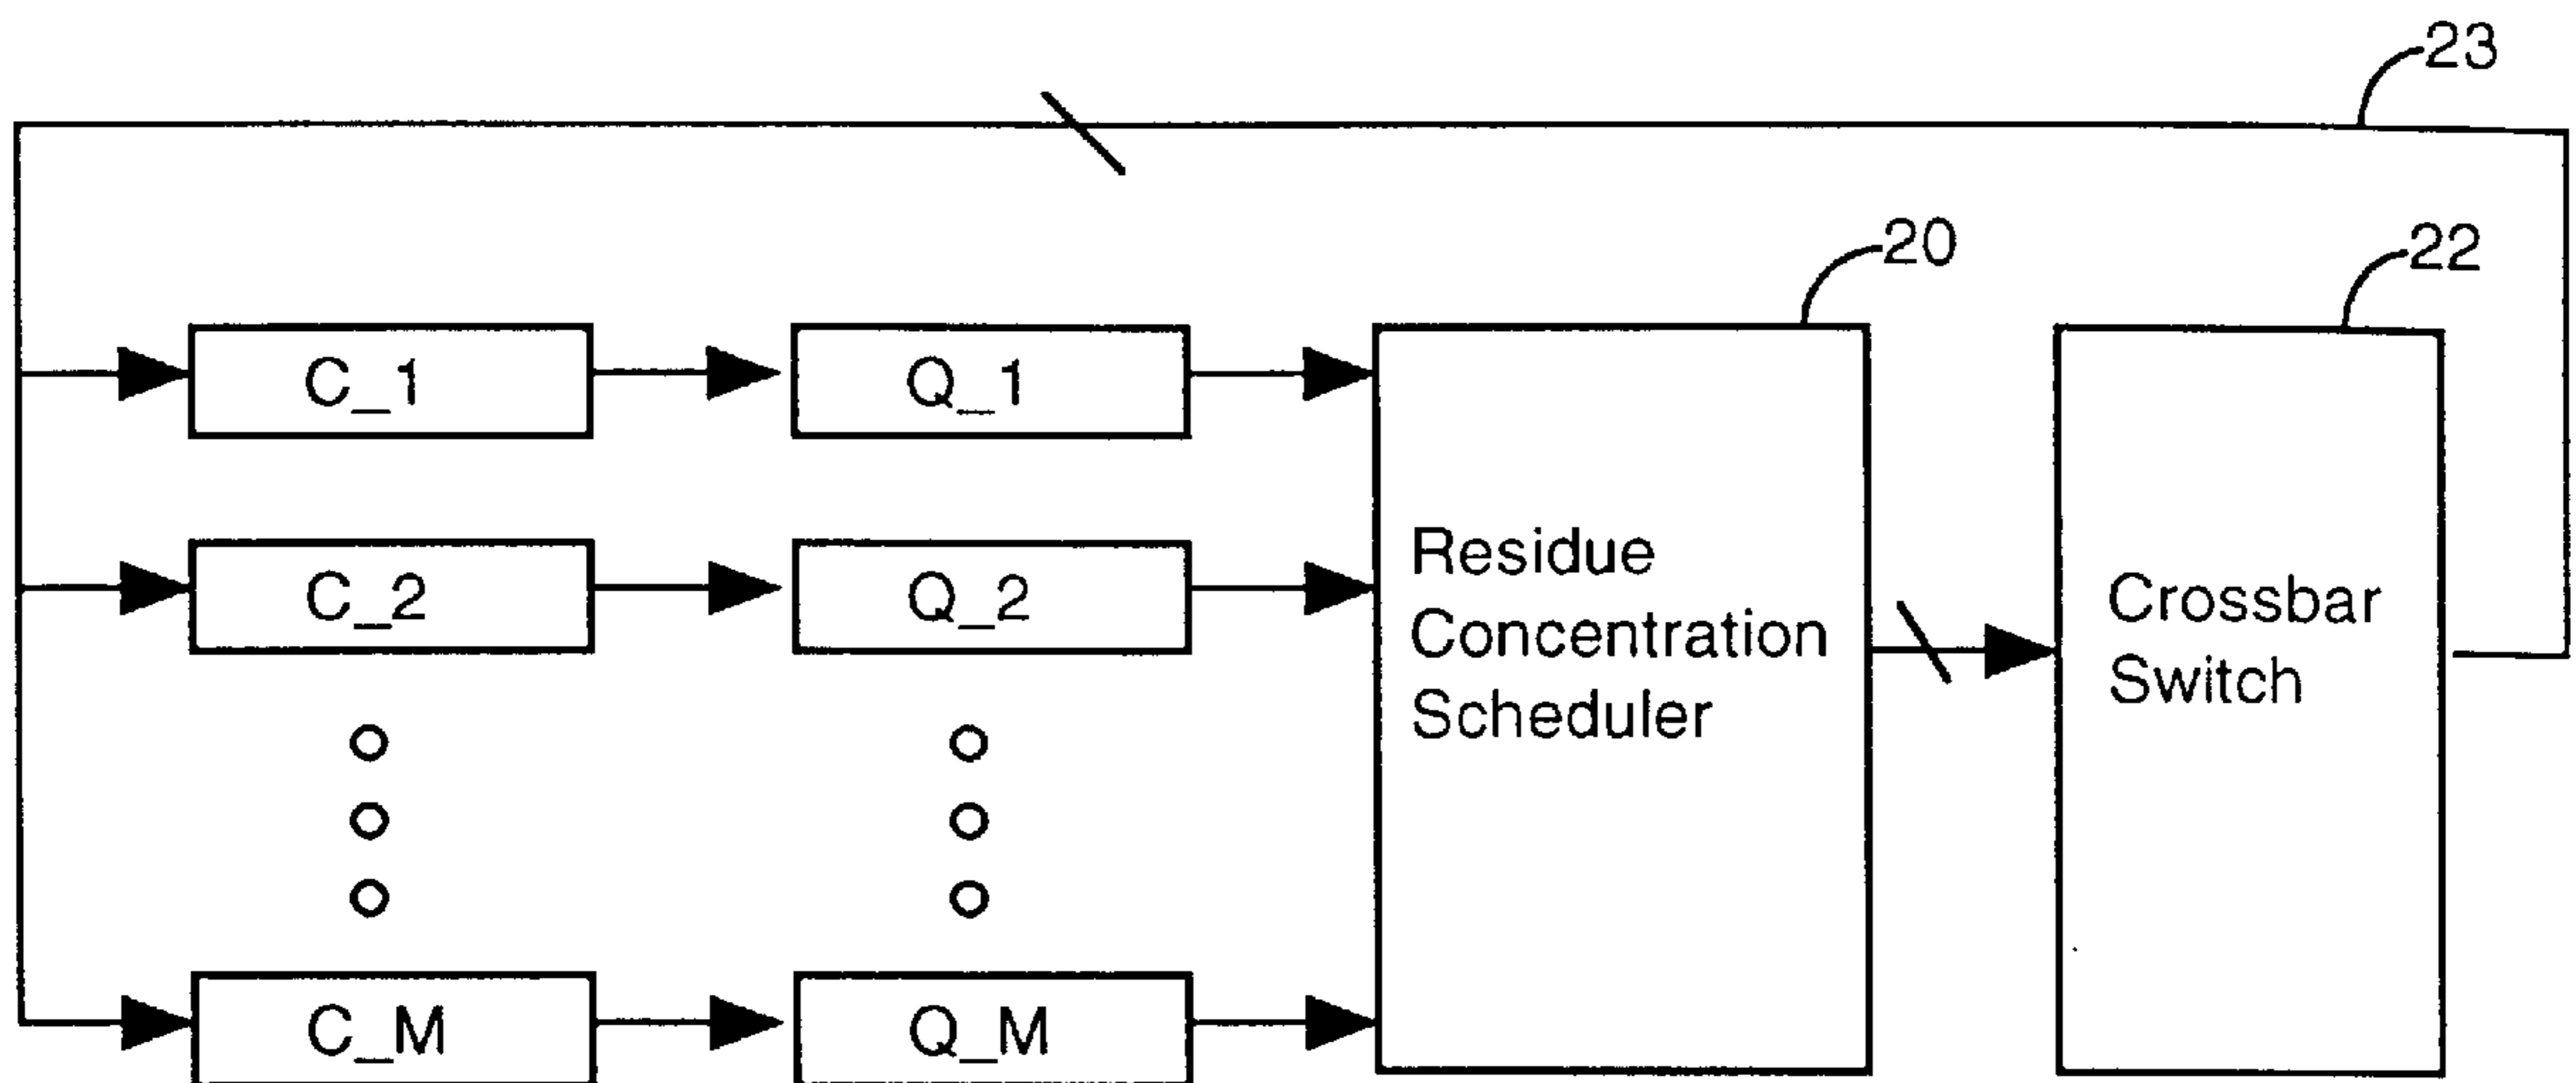 23
20
22
C_1
Q_1
C_2
Q_2
Residue
Concentration
Scheduler
Crossbar
Switch
C_M
Q_M